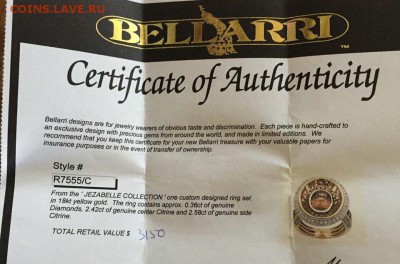 COINS.LAVE.RU
BELLARRI
TM
Certificate of Authenticity
Bellarri designs are for jewelry wearers of obvious taste and discrimination. Each piece is hand-crafted to
an exclusive design with precious gems from around the world, and made in limited editions. We
recommend that you keep this certificate for your new Bellarri treasure with your valuable papers for
insurance purposes or in the event of transfer of ownership.
Style #
R7555/C
From the "JEZABELLE COLLECTION" one custom designed ring set
in 18kt yellow gold. The ring contains approx. 0.36ct of genuine
Diamonds, 2.42ct of genuine center Citrine and 2.58ct of genuine side
Citrine.
TOTAL RETAIL VALUE $ 3150